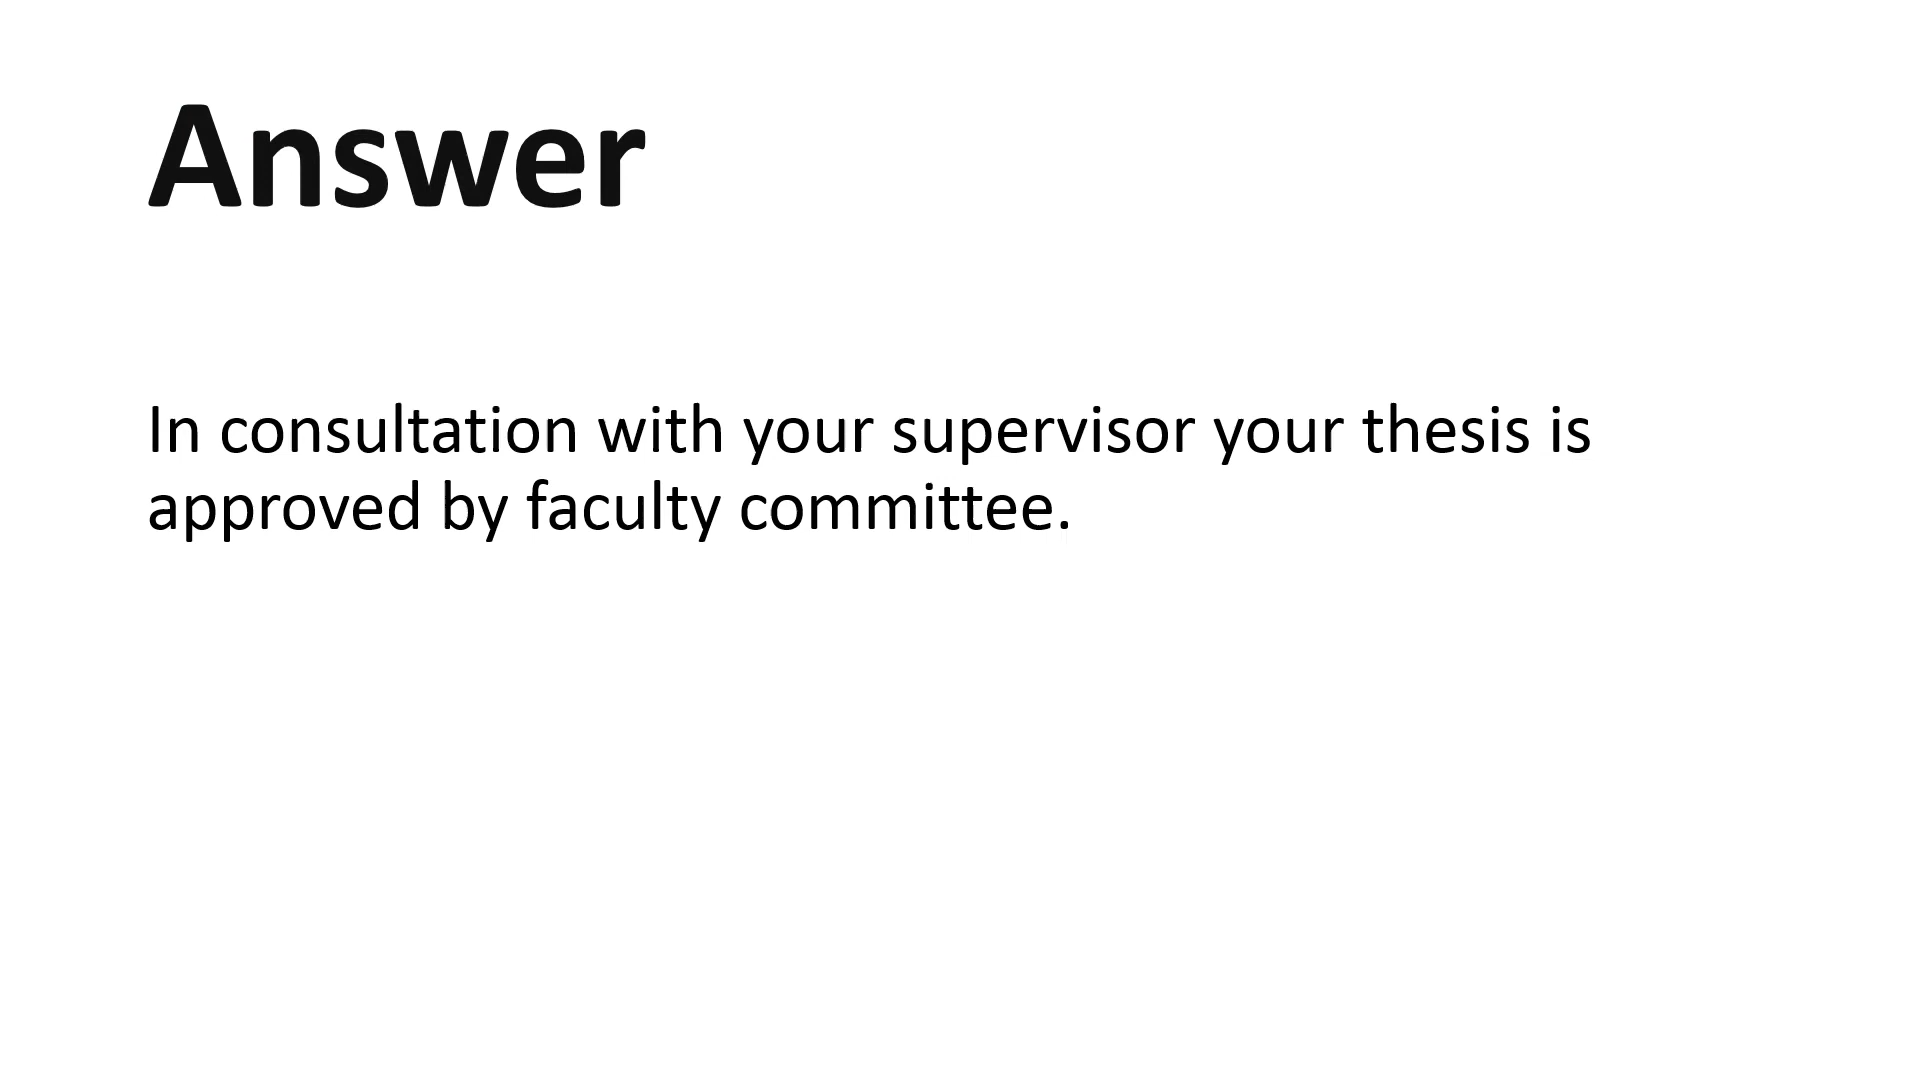 Answer
In consultation with your supervisor your thesis is
approved by faculty committee.